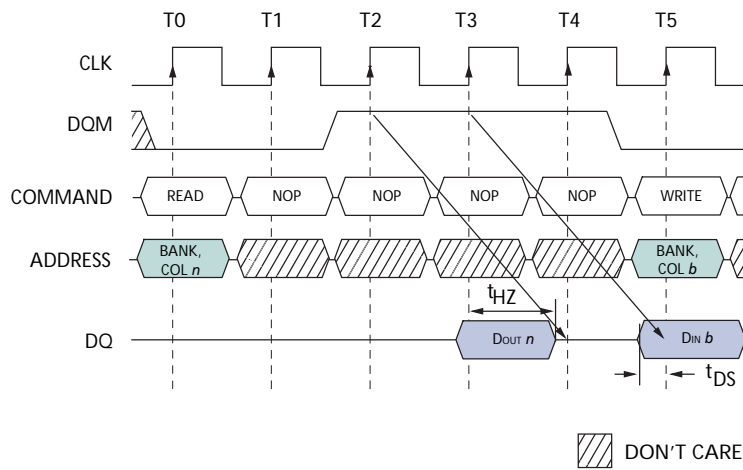 T0 T1 T2 T3 T4 T5
CLK
DQM
COMMAND READ NOP NOP NOP NOP WRITE
ADDRESS BANK, COL n BANK, COL b
tHZ
DQ DOUT n DIN b
tDS
DON'T CARE